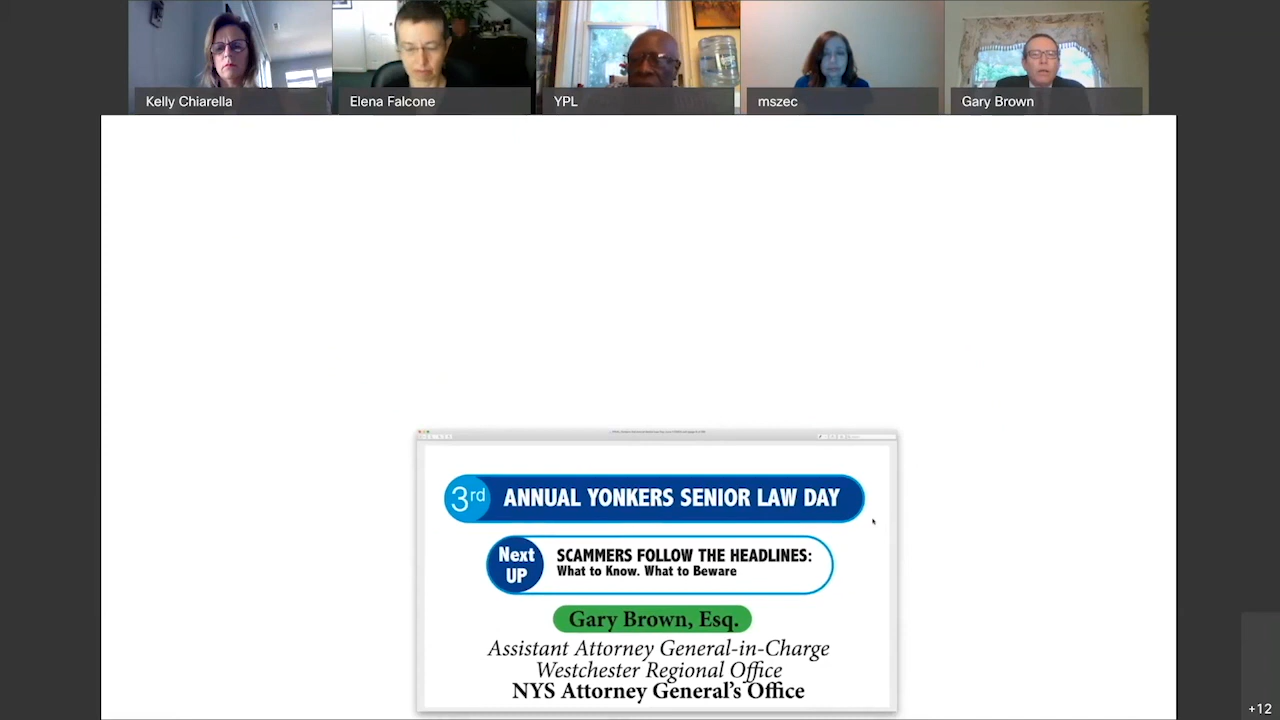 Kelly Chiarella
Elena Falcone
YPL
mszec
Gary Brown
3rd ANNUAL YONKERS SENIOR LAW DAY
Next UP
SCAMMERS FOLLOW THE HEADLINES:
What to Know. What to Beware
Gary Brown, Esq.
Assistant Attorney General-in-Charge
Westchester Regional Office
NYS Attorney General's Office
+12